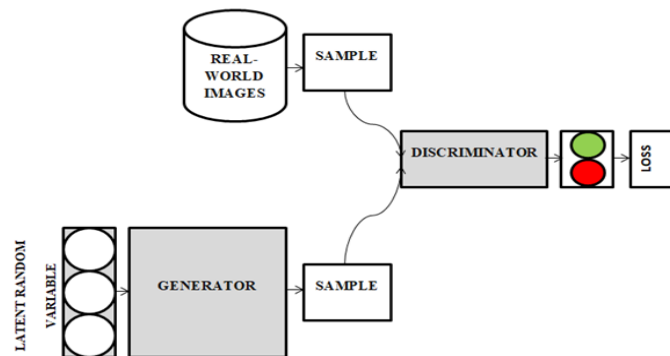 REAL-
WORLD
IMAGES
SAMPLE
DISCRIMINATOR
LOSS
LATENT RANDOM
VARIABLE
GENERATOR
SAMPLE